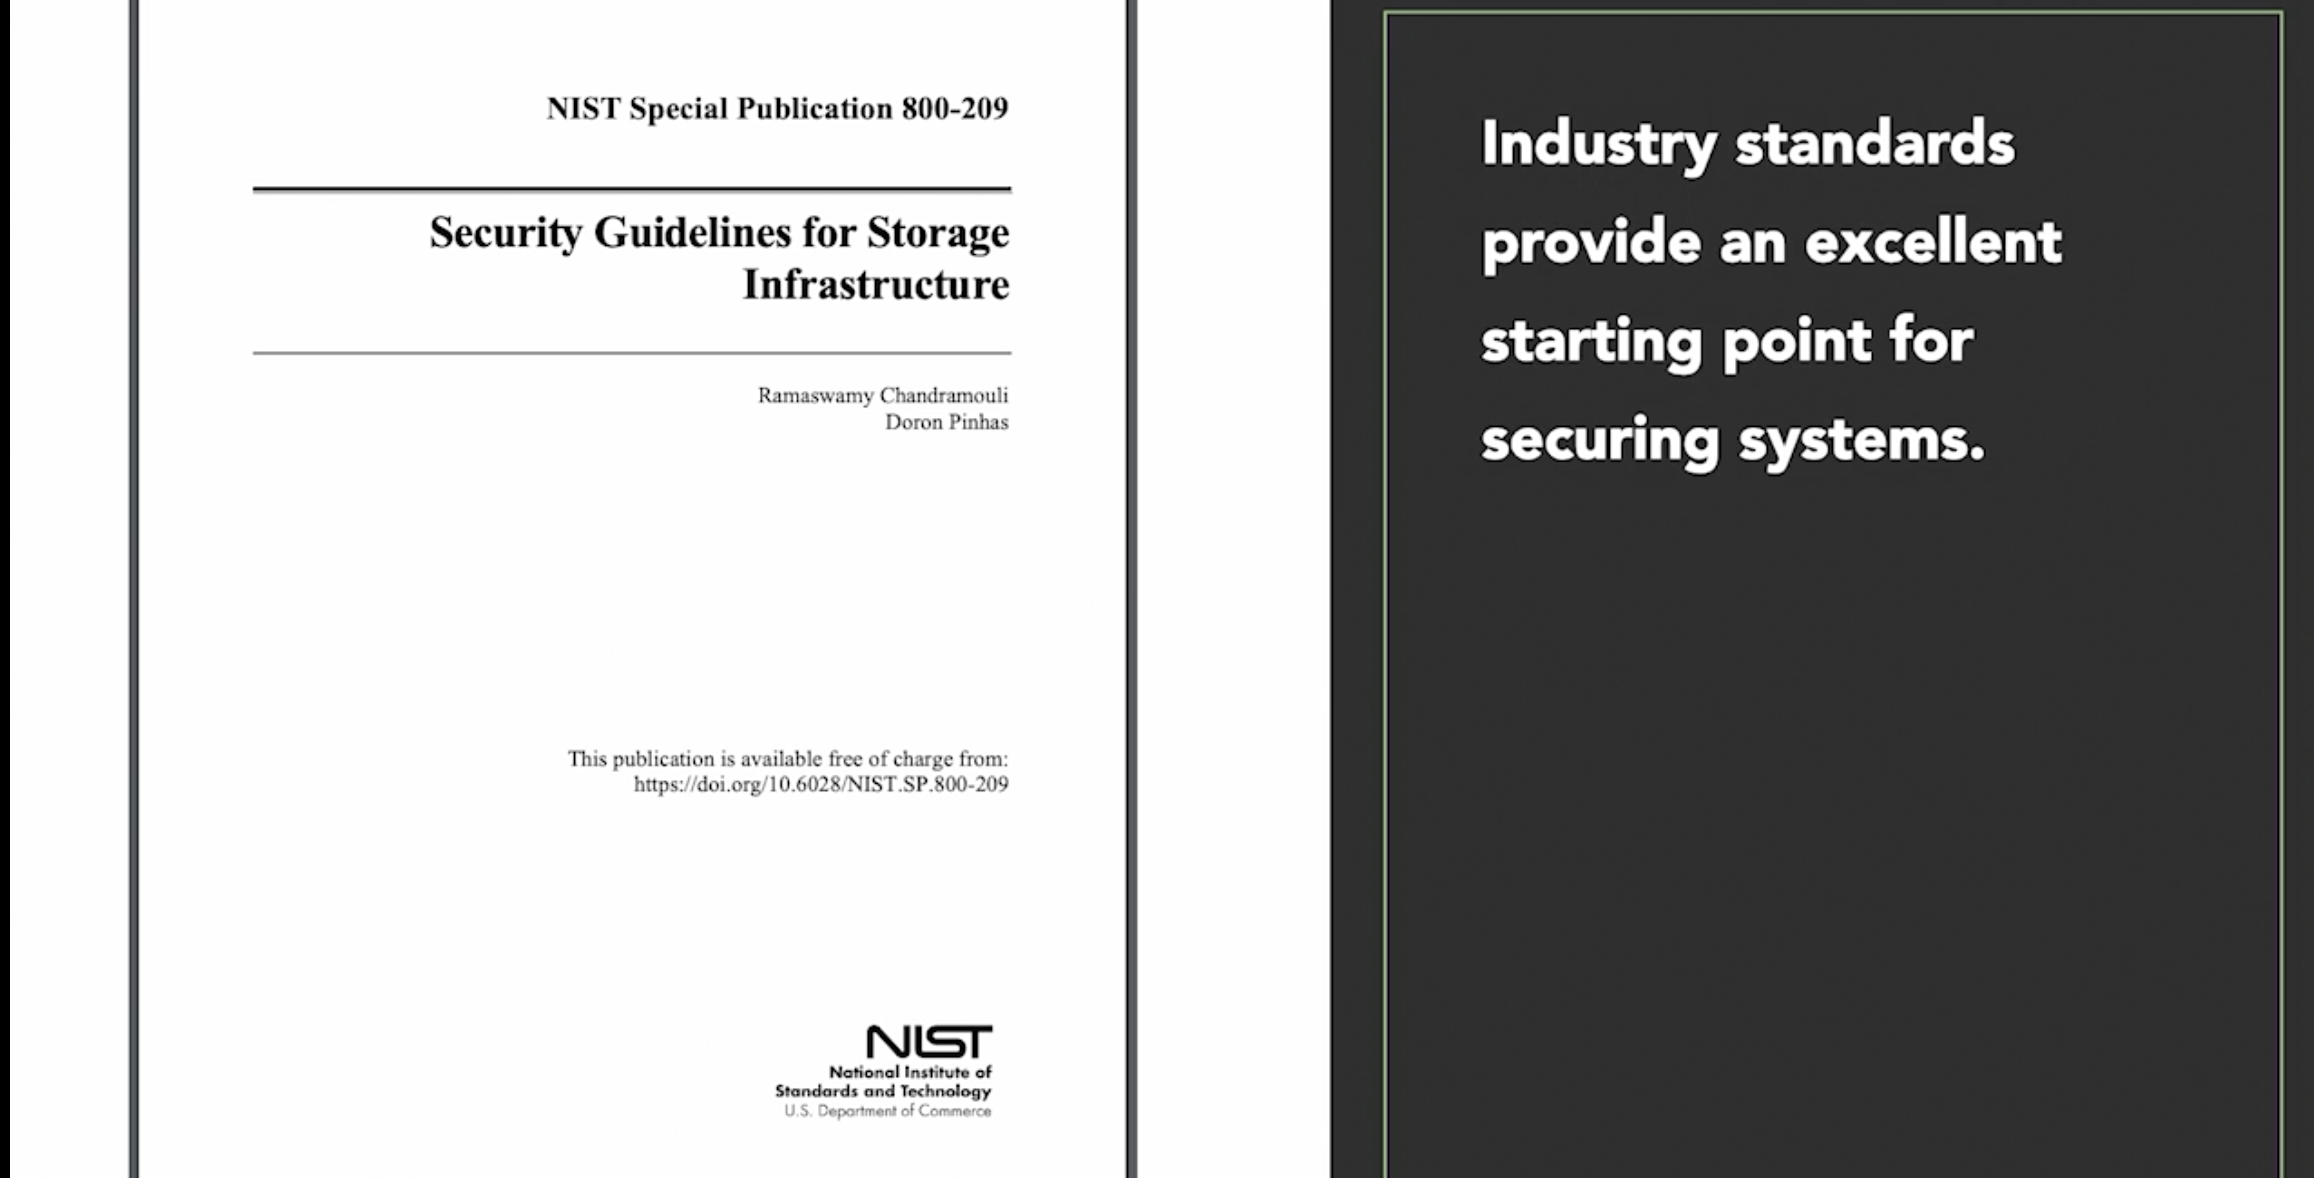 NIST Special Publication 800-209
Security Guidelines for Storage
Infrastructure
Ramaswamy Chandramouli
Doron Pinhas
This publication is available free of charge from:
https://doi.org/10.6028/NIST.SP.800-209
NIST
National Institute of
Standards and Technology
U.S. Department of Commerce
Industry standards
provide an excellent
starting point for
securing systems.